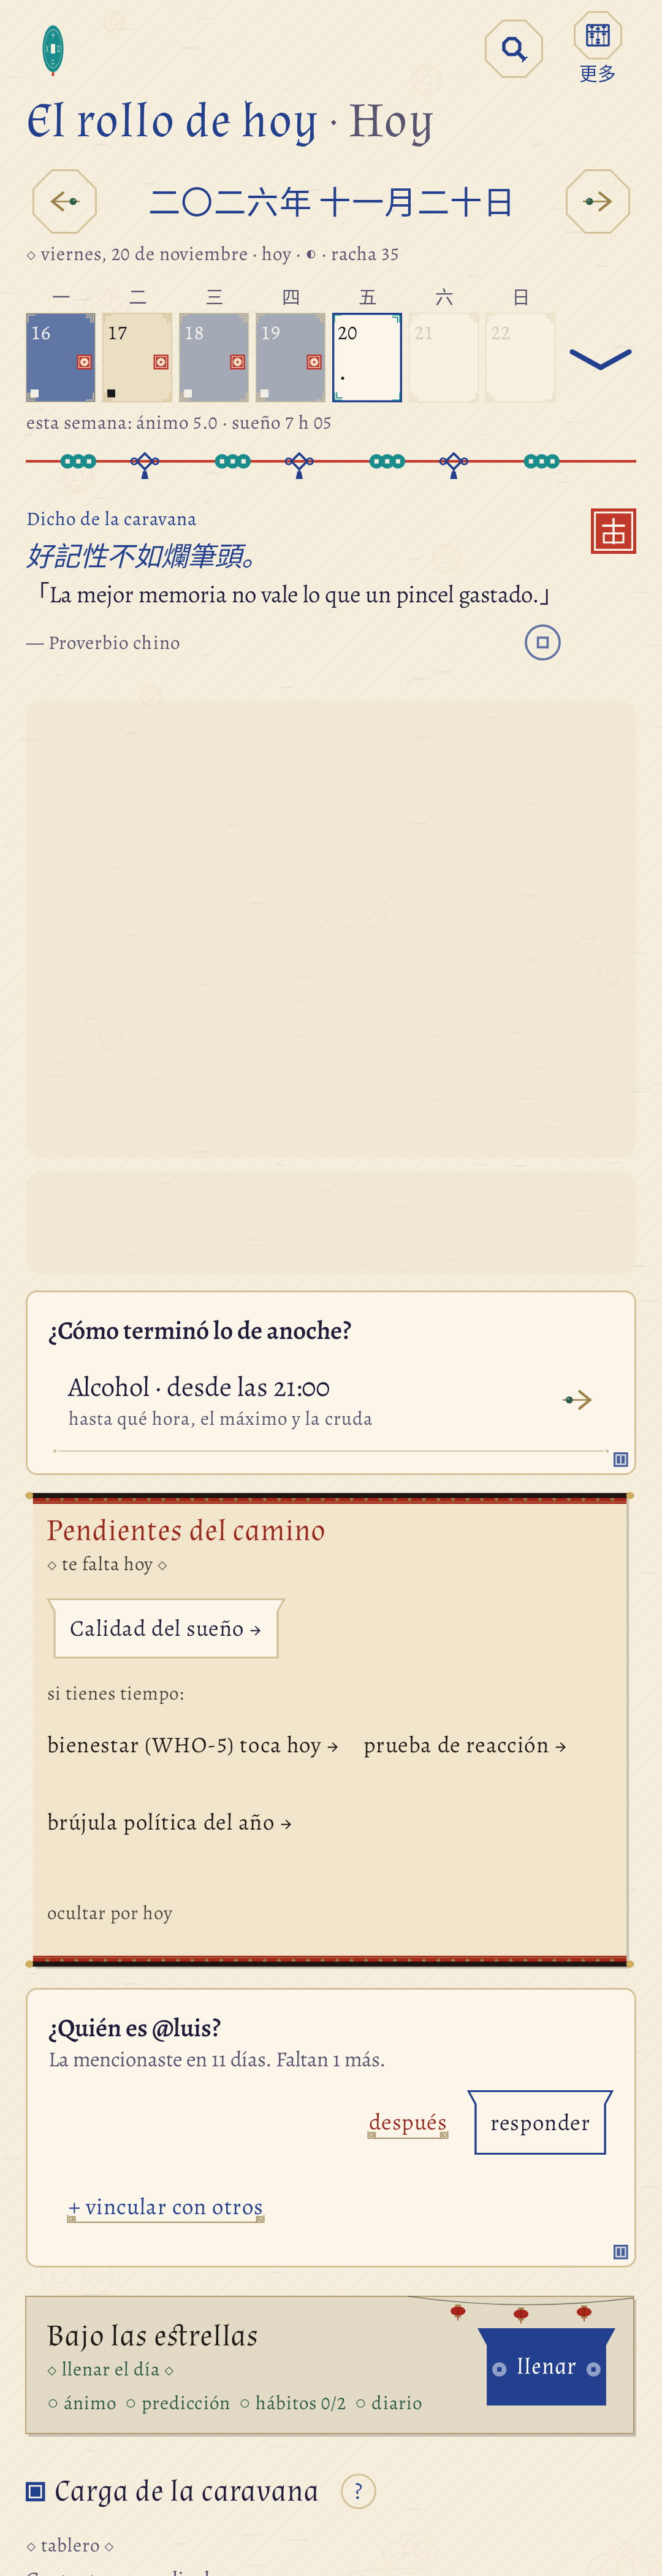 更多
El rollo de hoy · Hoy
二〇二六年 十一月二十日
◇ viernes, 20 de noviembre · hoy · ◐ · racha 35
一 二 三 四 五 六 日
16 17 18 19 20 21 22
esta semana: ánimo 5.0 · sueño 7 h 05
Dicho de la caravana
好記性不如爛筆頭。
「La mejor memoria no vale lo que un pincel gastado.」
— Proverbio chino
¿Cómo terminó lo de anoche?
Alcohol · desde las 21:00
hasta qué hora, el máximo y la cruda
Pendientes del camino
◇ te falta hoy ◇
Calidad del sueño →
si tienes tiempo:
bienestar (WHO-5) toca hoy → prueba de reacción →
brújula política del año →
ocultar por hoy
¿Quién es @luis?
La mencionaste en 11 días. Faltan 1 más.
después responder
+ vincular con otros
Bajo las estrellas
◇ llenar el día ◇
llenar
○ ánimo ○ predicción ○ hábitos 0/2 ○ diario
Carga de la caravana ?
◇ tablero ◇